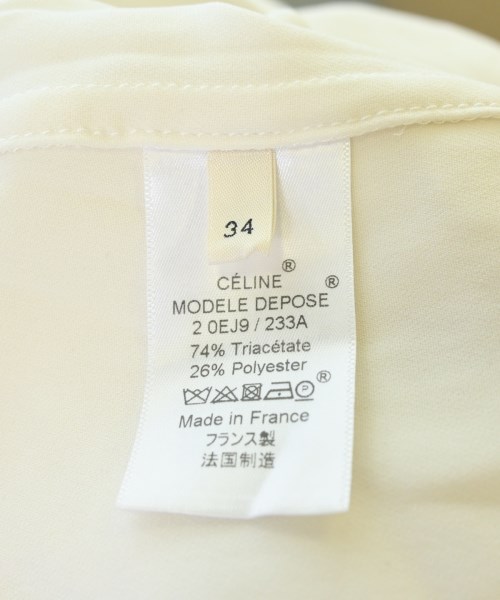 34
CÉLINE®
MODELE DEPOSE ®
2 0EJ9 / 233A
74% Triacétate
26% Polyester
®
Made in France
フランス製
法国制造